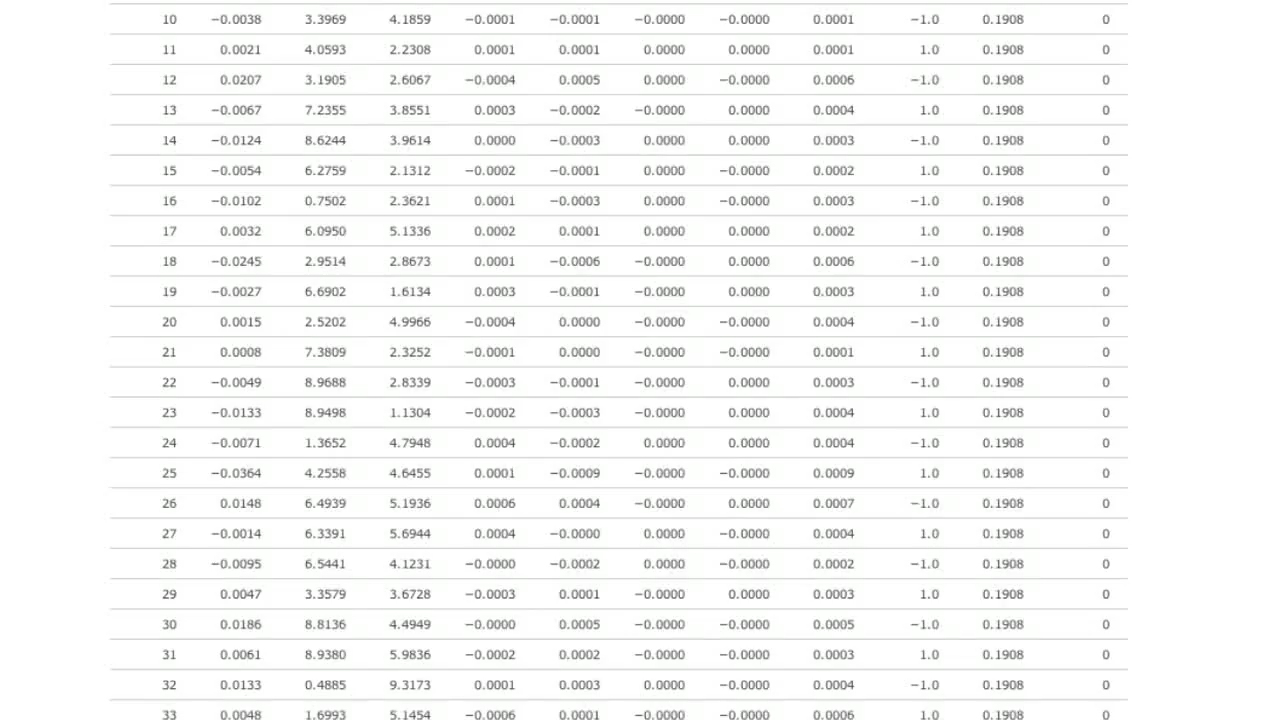 10 −0.0038 3.3969 4.1859 −0.0001 −0.0001 −0.0000 −0.0000 0.0001 −1.0 0.1908 0
11 0.0021 4.0593 2.2308 0.0001 0.0001 0.0000 0.0000 0.0001 1.0 0.1908 0
12 0.0207 3.1905 2.6067 −0.0004 0.0005 0.0000 −0.0000 0.0006 −1.0 0.1908 0
13 −0.0067 7.2355 3.8551 0.0003 −0.0002 −0.0000 0.0000 0.0004 1.0 0.1908 0
14 −0.0124 8.6244 3.9614 0.0000 −0.0003 0.0000 0.0000 0.0003 −1.0 0.1908 0
15 −0.0054 6.2759 2.1312 −0.0002 −0.0001 0.0000 −0.0000 0.0002 1.0 0.1908 0
16 −0.0102 0.7502 2.3621 0.0001 −0.0003 0.0000 −0.0000 0.0003 −1.0 0.1908 0
17 0.0032 6.0950 5.1336 0.0002 0.0001 0.0000 0.0000 0.0002 1.0 0.1908 0
18 −0.0245 2.9514 2.8673 0.0001 −0.0006 −0.0000 0.0000 0.0006 −1.0 0.1908 0
19 −0.0027 6.6902 1.6134 0.0003 −0.0001 −0.0000 0.0000 0.0003 1.0 0.1908 0
20 0.0015 2.5202 4.9966 −0.0004 0.0000 −0.0000 −0.0000 0.0004 −1.0 0.1908 0
21 0.0008 7.3809 2.3252 −0.0001 0.0000 −0.0000 −0.0000 0.0001 1.0 0.1908 0
22 −0.0049 8.9688 2.8339 −0.0003 −0.0001 −0.0000 0.0000 0.0003 −1.0 0.1908 0
23 −0.0133 8.9498 1.1304 −0.0002 −0.0003 −0.0000 0.0000 0.0004 1.0 0.1908 0
24 −0.0071 1.3652 4.7948 0.0004 −0.0002 0.0000 0.0000 0.0004 −1.0 0.1908 0
25 −0.0364 4.2558 4.6455 0.0001 −0.0009 −0.0000 −0.0000 0.0009 1.0 0.1908 0
26 0.0148 6.4939 5.1936 0.0006 0.0004 −0.0000 0.0000 0.0007 −1.0 0.1908 0
27 −0.0014 6.3391 5.6944 0.0004 −0.0000 0.0000 −0.0000 0.0004 1.0 0.1908 0
28 −0.0095 6.5441 4.1231 −0.0000 −0.0002 0.0000 −0.0000 0.0002 −1.0 0.1908 0
29 0.0047 3.3579 3.6728 −0.0003 0.0001 −0.0000 0.0000 0.0003 1.0 0.1908 0
30 0.0186 8.8136 4.4949 −0.0000 0.0005 −0.0000 −0.0000 0.0005 −1.0 0.1908 0
31 0.0061 8.9380 5.9836 −0.0002 0.0002 −0.0000 −0.0000 0.0003 1.0 0.1908 0
32 0.0133 0.4885 9.3173 0.0001 0.0003 0.0000 −0.0000 0.0004 −1.0 0.1908 0
33 0.0048 1.6993 5.1454 −0.0006 0.0001 −0.0000 0.0000 0.0006 1.0 0.1908 0